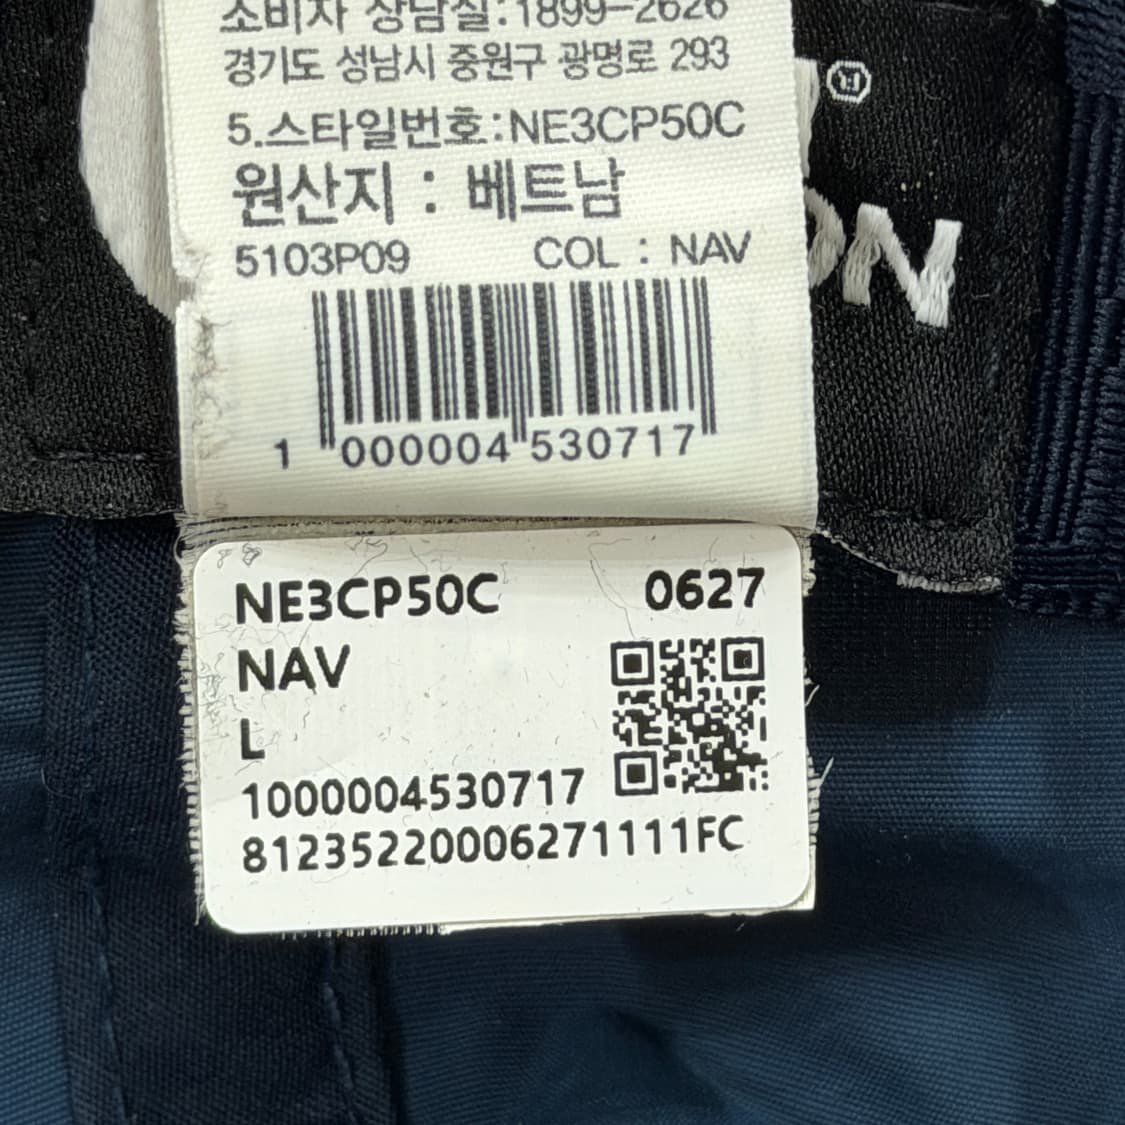 소비자 상담실:1899-2626
경기도 성남시 중원구 광명로 293
®
5.스타일번호:NE3CP50C
원산지 : 베트남
ON
5103P09 COL : NAV
1 000004 530717
NE3CP50C 0627
NAV
L
1000004530717
81235220006271111FC